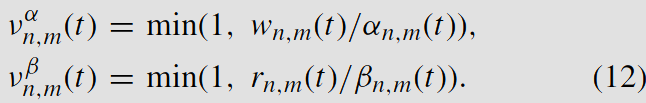 ν^α_{n,m}(t) = min(1, w_{n,m}(t)/α_{n,m}(t)),
ν^β_{n,m}(t) = min(1, r_{n,m}(t)/β_{n,m}(t)). (12)